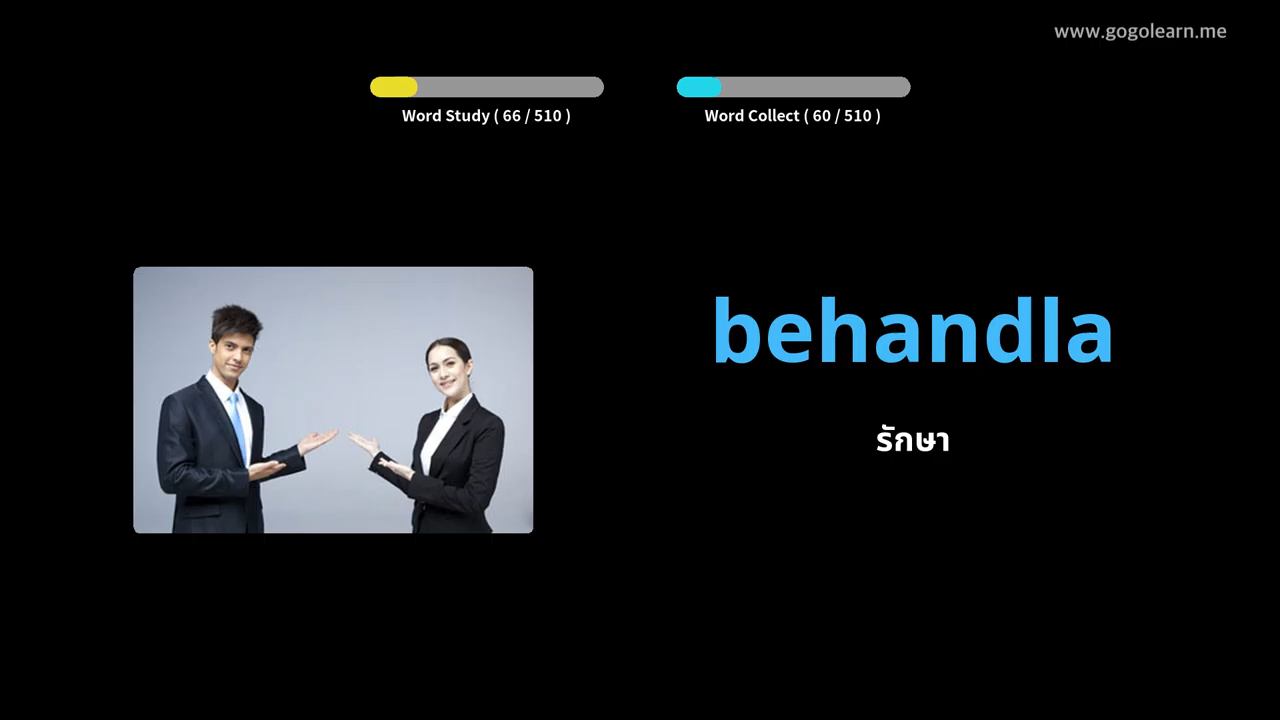 www.gogolearn.me
Word Study ( 66 / 510 )
Word Collect ( 60 / 510 )
behandla
รักษา